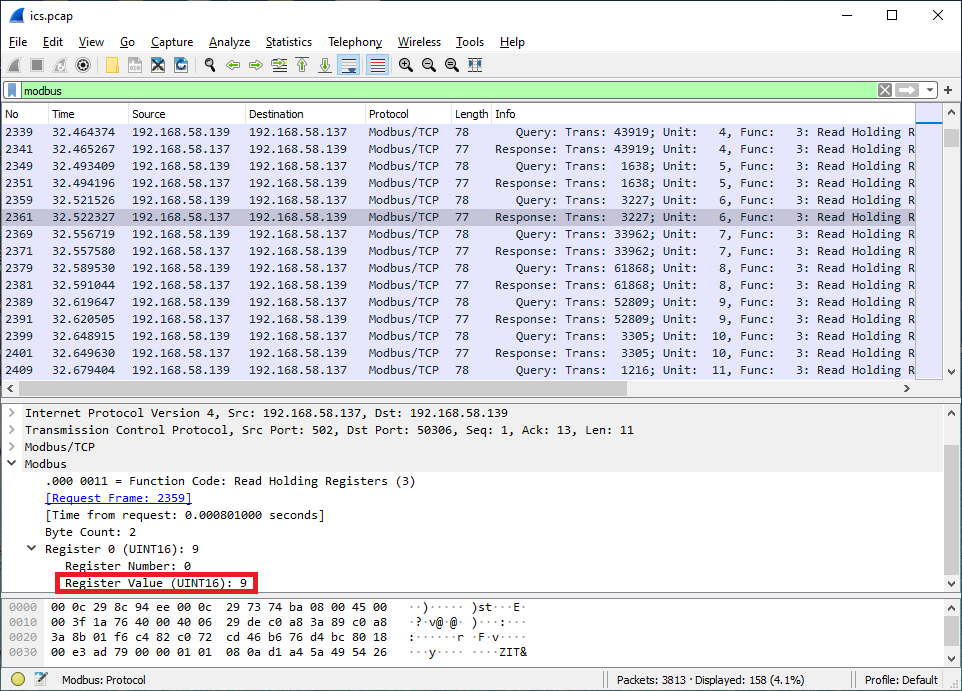 ics.pcap
File Edit View Go Capture Analyze Statistics Telephony Wireless Tools Help
modbus
No Time Source Destination Protocol Length Info
2339 32.464374 192.168.58.139 192.168.58.137 Modbus/TCP 78 Query: Trans: 43919; Unit: 4, Func: 3: Read Holding R
2341 32.465267 192.168.58.137 192.168.58.139 Modbus/TCP 77 Response: Trans: 43919; Unit: 4, Func: 3: Read Holding R
2349 32.493409 192.168.58.139 192.168.58.137 Modbus/TCP 78 Query: Trans: 1638; Unit: 5, Func: 3: Read Holding R
2351 32.494196 192.168.58.137 192.168.58.139 Modbus/TCP 77 Response: Trans: 1638; Unit: 5, Func: 3: Read Holding R
2359 32.521526 192.168.58.139 192.168.58.137 Modbus/TCP 78 Query: Trans: 3227; Unit: 6, Func: 3: Read Holding R
2361 32.522327 192.168.58.137 192.168.58.139 Modbus/TCP 77 Response: Trans: 3227; Unit: 6, Func: 3: Read Holding R
2369 32.556719 192.168.58.139 192.168.58.137 Modbus/TCP 78 Query: Trans: 33962; Unit: 7, Func: 3: Read Holding R
2371 32.557580 192.168.58.137 192.168.58.139 Modbus/TCP 77 Response: Trans: 33962; Unit: 7, Func: 3: Read Holding R
2379 32.589530 192.168.58.139 192.168.58.137 Modbus/TCP 78 Query: Trans: 61868; Unit: 8, Func: 3: Read Holding R
2381 32.591044 192.168.58.137 192.168.58.139 Modbus/TCP 77 Response: Trans: 61868; Unit: 8, Func: 3: Read Holding R
2389 32.619647 192.168.58.139 192.168.58.137 Modbus/TCP 78 Query: Trans: 52809; Unit: 9, Func: 3: Read Holding R
2391 32.620505 192.168.58.137 192.168.58.139 Modbus/TCP 77 Response: Trans: 52809; Unit: 9, Func: 3: Read Holding R
2399 32.648915 192.168.58.139 192.168.58.137 Modbus/TCP 78 Query: Trans: 3305; Unit: 10, Func: 3: Read Holding R
2401 32.649630 192.168.58.137 192.168.58.139 Modbus/TCP 77 Response: Trans: 3305; Unit: 10, Func: 3: Read Holding R
2409 32.679404 192.168.58.139 192.168.58.137 Modbus/TCP 78 Query: Trans: 1216; Unit: 11, Func: 3: Read Holding R
Internet Protocol Version 4, Src: 192.168.58.137, Dst: 192.168.58.139
Transmission Control Protocol, Src Port: 502, Dst Port: 50306, Seq: 1, Ack: 13, Len: 11
Modbus/TCP
Modbus
.000 0011 = Function Code: Read Holding Registers (3)
[Request Frame: 2359]
[Time from request: 0.000801000 seconds]
Byte Count: 2
Register 0 (UINT16): 9
Register Number: 0
Register Value (UINT16): 9
0000 00 0c 29 8c 94 ee 00 0c 29 73 74 ba 08 00 45 00 ··)····· )st···E·
0010 00 3f 1a 76 40 00 40 06 29 de c0 a8 3a 89 c0 a8 ·?·v@·@· )···:···
0020 3a 8b 01 f6 c4 82 c0 72 cd 46 b6 76 d4 bc 80 18 :······r ·F·v····
0030 00 e3 ad 79 00 00 01 01 08 0a d1 a4 5a 49 54 26 ···y···· ····ZIT&
Modbus: Protocol Packets: 3813 · Displayed: 158 (4.1%) Profile: Default